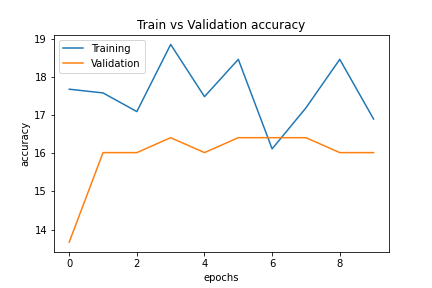 Train vs Validation accuracy
Training
Validation
accuracy
19
18
17
16
15
14
0 2 4 6 8
epochs